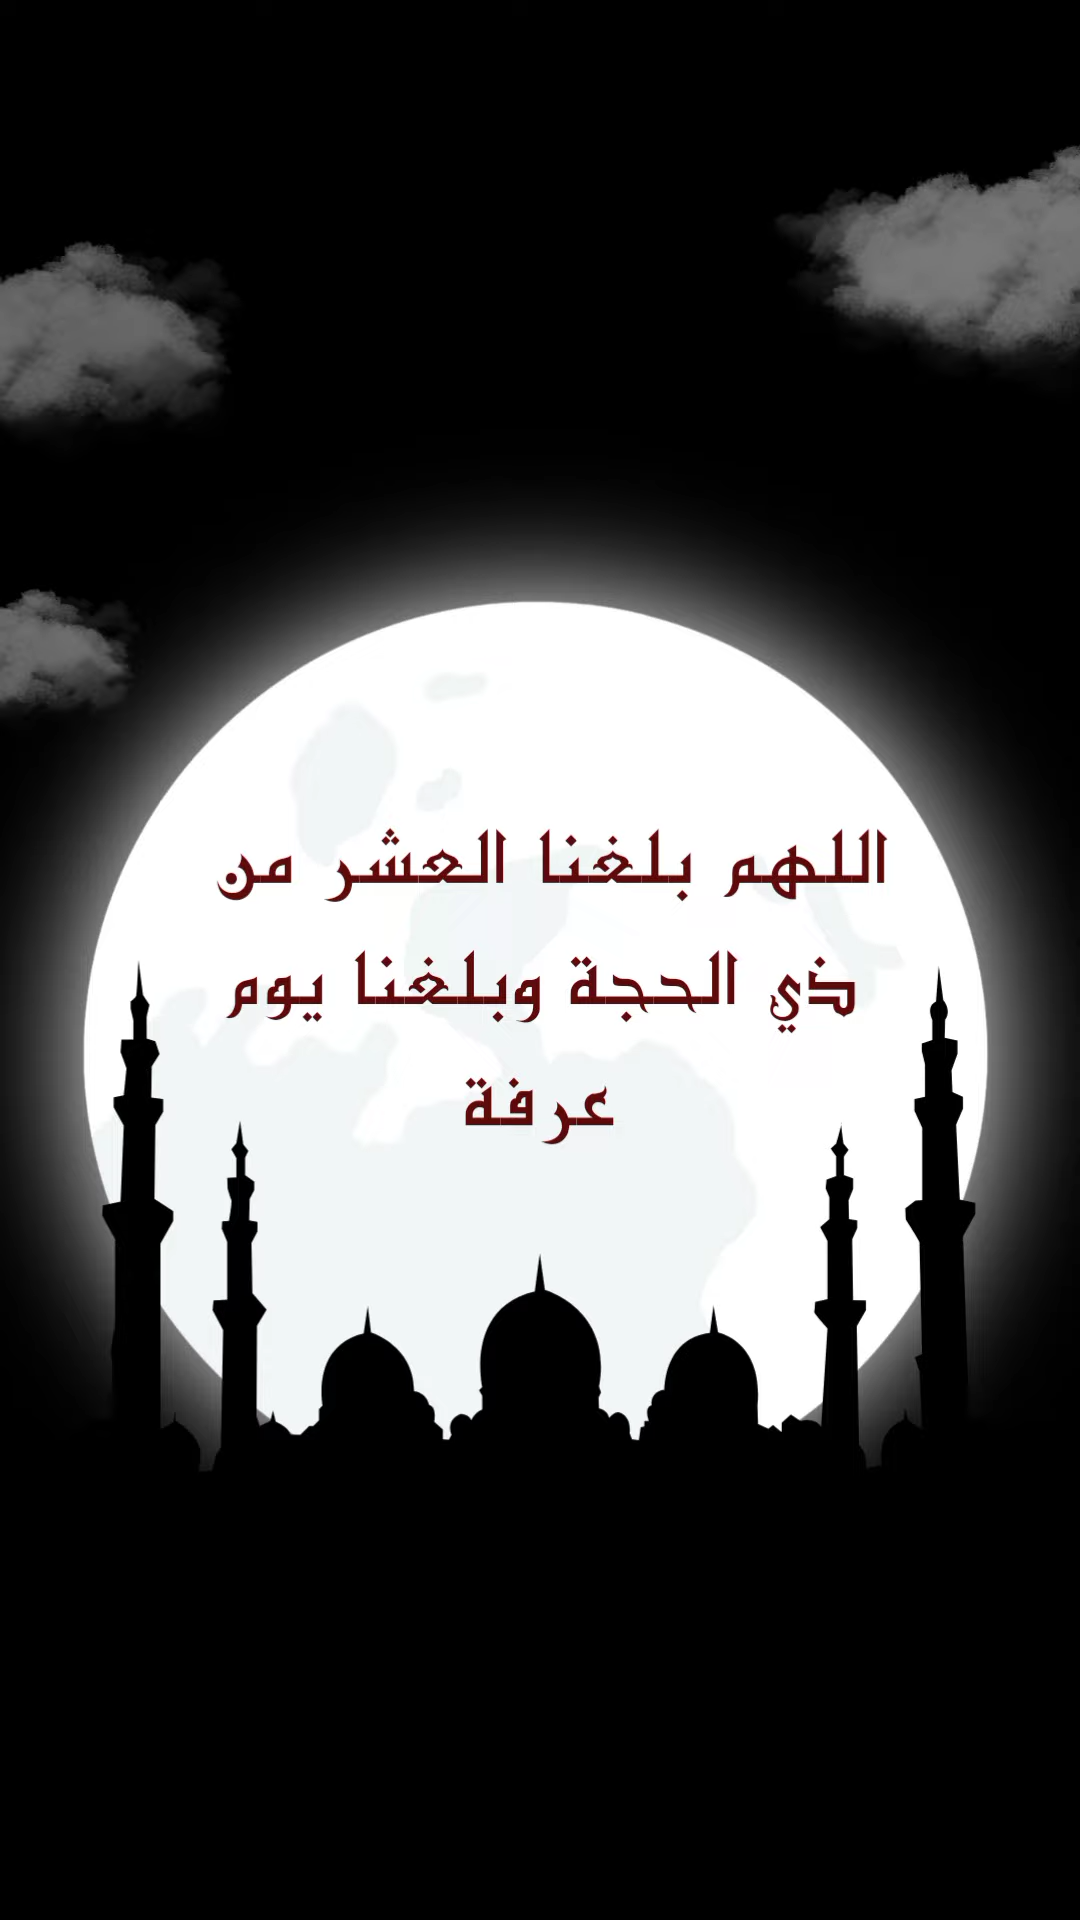 اللهم بلغنا العشر من
ذي الحجة وبلغنا يوم
عرفة